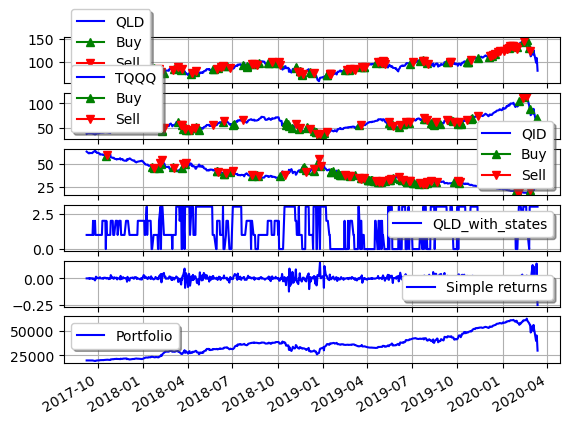 QLD
Buy
Sell
150
100
TQQQ
Buy
Sell
100
50
QID
Buy
Sell
50
25
QLD_with_states
2.5
0.0
Simple returns
0.00
−0.25
Portfolio
50000
25000
2017-10 2018-01 2018-04 2018-07 2018-10 2019-01 2019-04 2019-07 2019-10 2020-01 2020-04